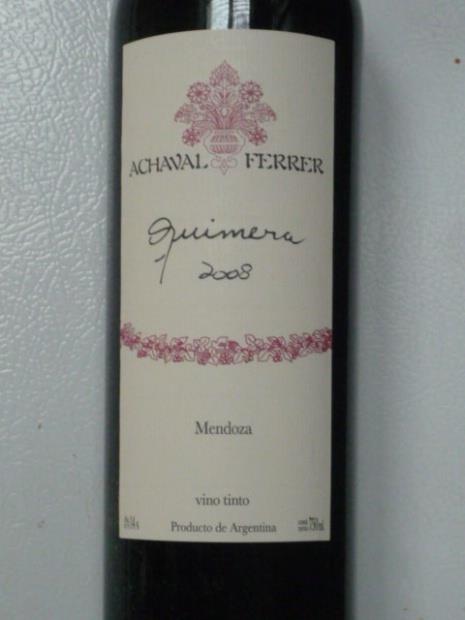 ACHAVAL FERRER
Quimera
2008
Mendoza
vino tinto
Producto de Argentina